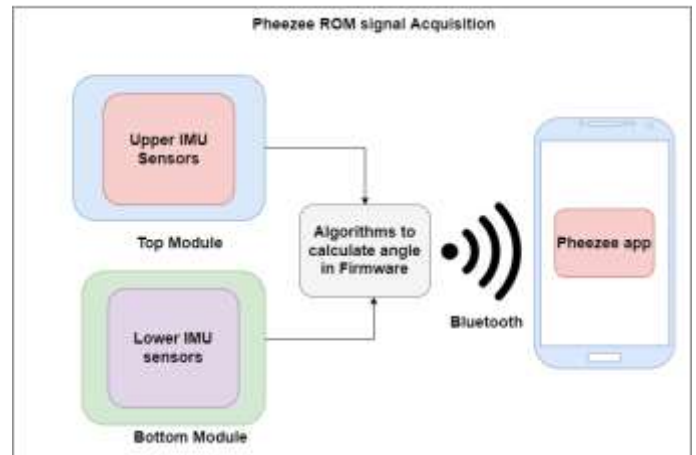 Pheezee ROM signal Acquisition
Upper IMU
Sensors
Top Module
Algorithms to
calculate angle
in Firmware
Pheezee app
Bluetooth
Lower IMU
sensors
Bottom Module